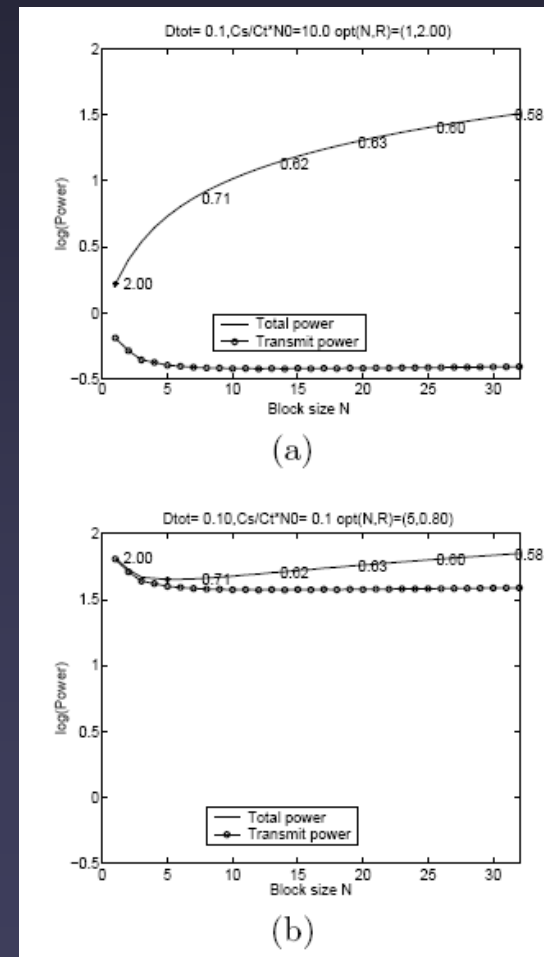 Dtot= 0.1,Cs/Ct*N0=10.0 opt(N,R)=(1,2.00)
2
1.5
1
0.5
0
−0.5
log(Power)
2.00
0.71
0.62
0.63
0.60
0.58
Total power
Transmit power
0 5 10 15 20 25 30
Block size N
(a)
Dtot= 0.10,Cs/Ct*N0= 0.1 opt(N,R)=(5,0.80)
2
1.5
1
0.5
0
−0.5
log(Power)
2.00
0.71
0.62
0.63
0.60
0.58
Total power
Transmit power
0 5 10 15 20 25 30
Block size N
(b)